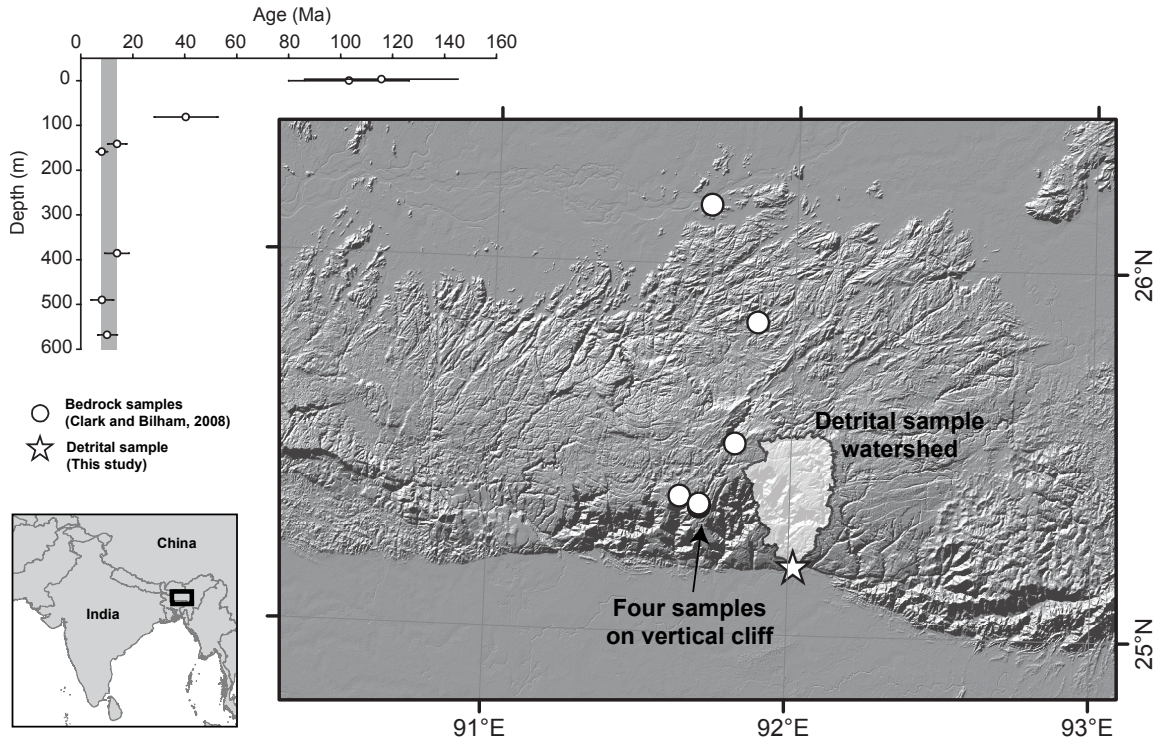 Age (Ma)
0 20 40 60 80 100 120 140 160
Depth (m)
0
100
200
300
400
500
600
Bedrock samples
(Clark and Bilham, 2008)
Detrital sample
(This study)
China
India
Detrital sample
watershed
Four samples
on vertical cliff
26°N
25°N
91°E 92°E 93°E